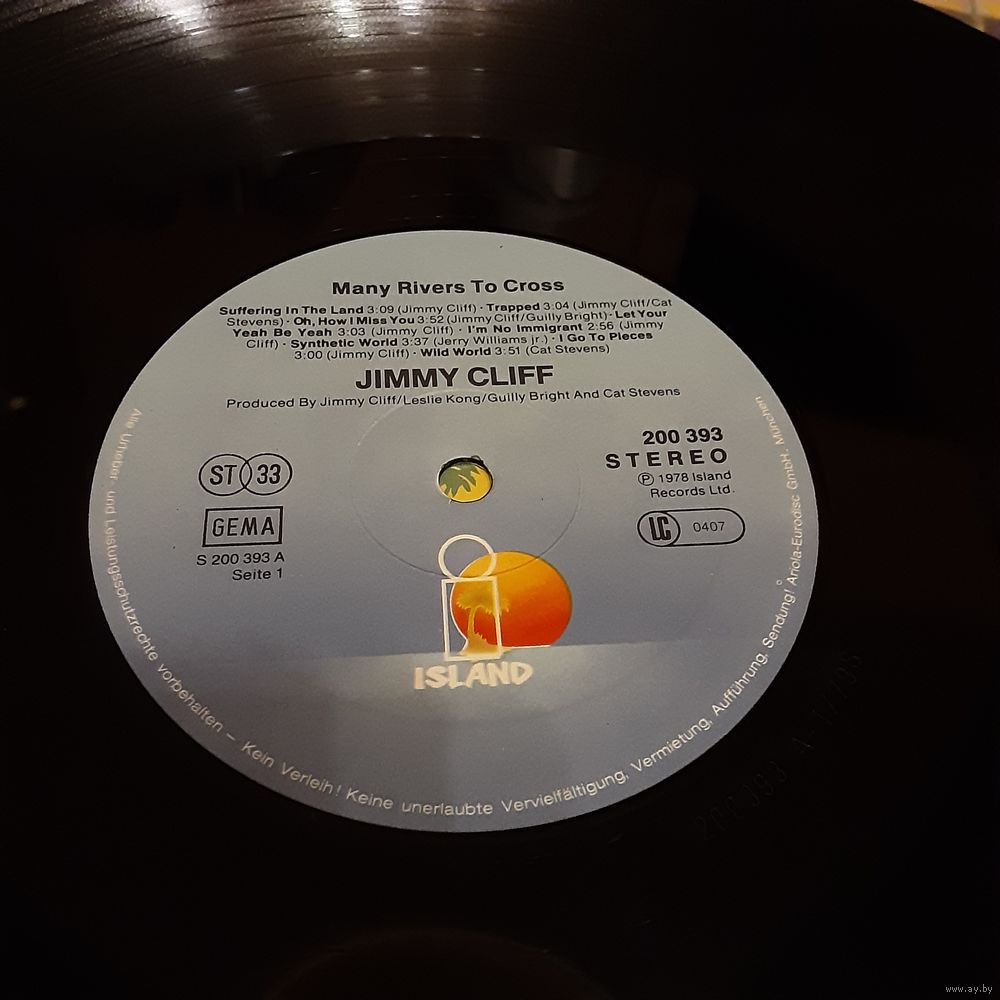 Many Rivers To Cross
Suffering In The Land 3:09 (Jimmy Cliff) · Trapped 3:04 (Jimmy Cliff/Cat
Stevens) · Oh, How I Miss You 3:52 (Jimmy Cliff/Guilly Bright) · Let Your
Yeah Be Yeah 3:03 (Jimmy Cliff) · I'm No Immigrant 2:56 (Jimmy
Cliff) · Synthetic World 3:37 (Jerry Williams jr.) · I Go To Pieces
3:00 (Jimmy Cliff) · Wild World 3:51 (Cat Stevens)
JIMMY CLIFF
Produced By Jimmy Cliff/Leslie Kong/Guilly Bright And Cat Stevens
ST 33
GEMA
S 200 393 A
Seite 1
200 393
STEREO
Ⓟ 1978 Island
Records Ltd.
LC 0407
ISLAND
Alle Urheber- und Leistungsschutzrechte vorbehalten – Kein Verleih! Keine unerlaubte Vervielfältigung, Vermietung, Aufführung, Sendung! Ariola-Eurodisc GmbH, München
www.ay.by